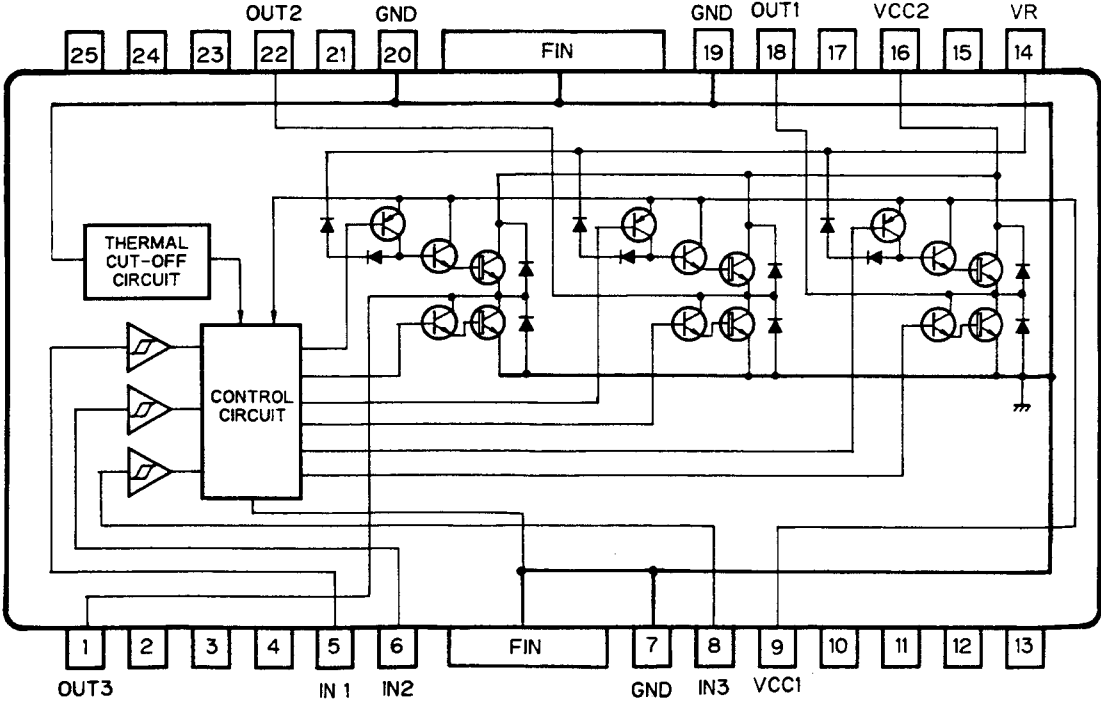 OUT2 GND GND OUT1 VCC2 VR
25 24 23 22 21 20 FIN 19 18 17 16 15 14
THERMAL
CUT-OFF
CIRCUIT
CONTROL
CIRCUIT
1 2 3 4 5 6 FIN 7 8 9 10 11 12 13
OUT3 IN 1 IN2 GND IN3 VCC1